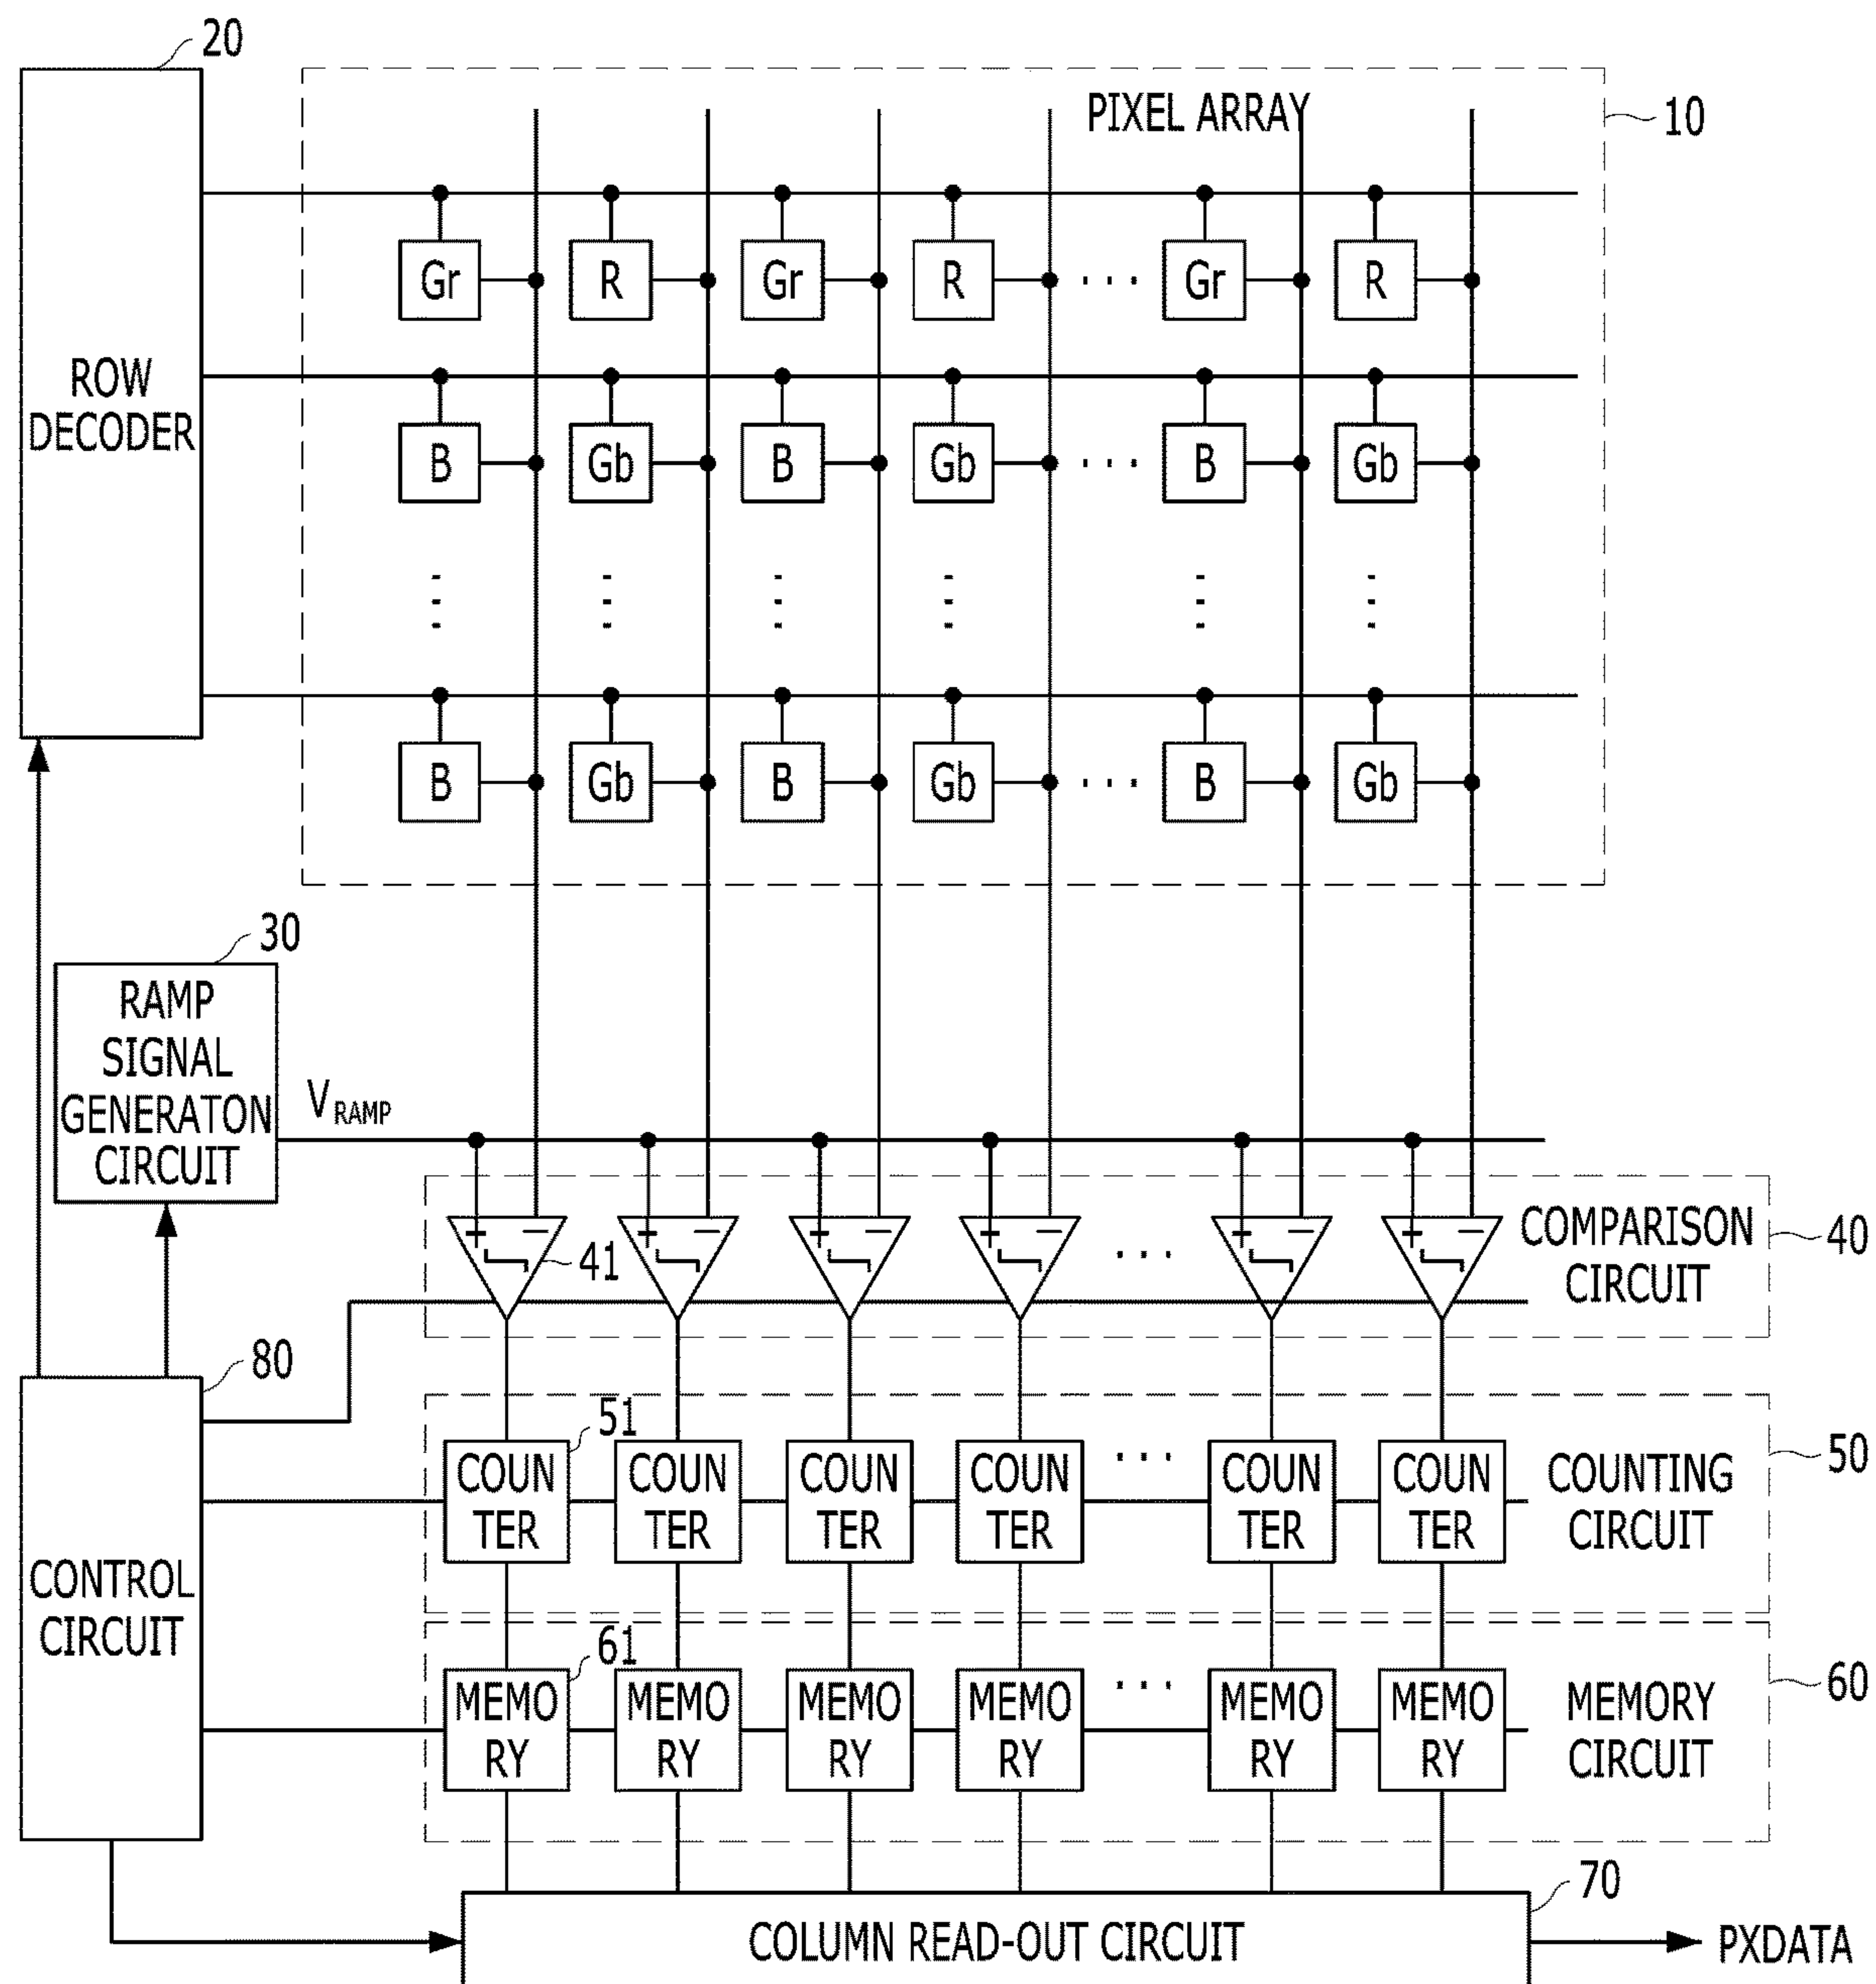 20
PIXEL ARRAY
10
Gr R Gr R ... Gr R
ROW
DECODER
B Gb B Gb ... B Gb
B Gb B Gb ... B Gb
30
RAMP
SIGNAL
GENERATON
CIRCUIT
VRAMP
+ − + − + − + − + − + −
41
...
COMPARISON
CIRCUIT
40
80
CONTROL
CIRCUIT
51
COUN
TER
COUN
TER
COUN
TER
COUN
TER
...
COUN
TER
COUN
TER
COUNTING
CIRCUIT
50
61
MEMO
RY
MEMO
RY
MEMO
RY
MEMO
RY
...
MEMO
RY
MEMO
RY
MEMORY
CIRCUIT
60
70
COLUMN READ-OUT CIRCUIT
PXDATA